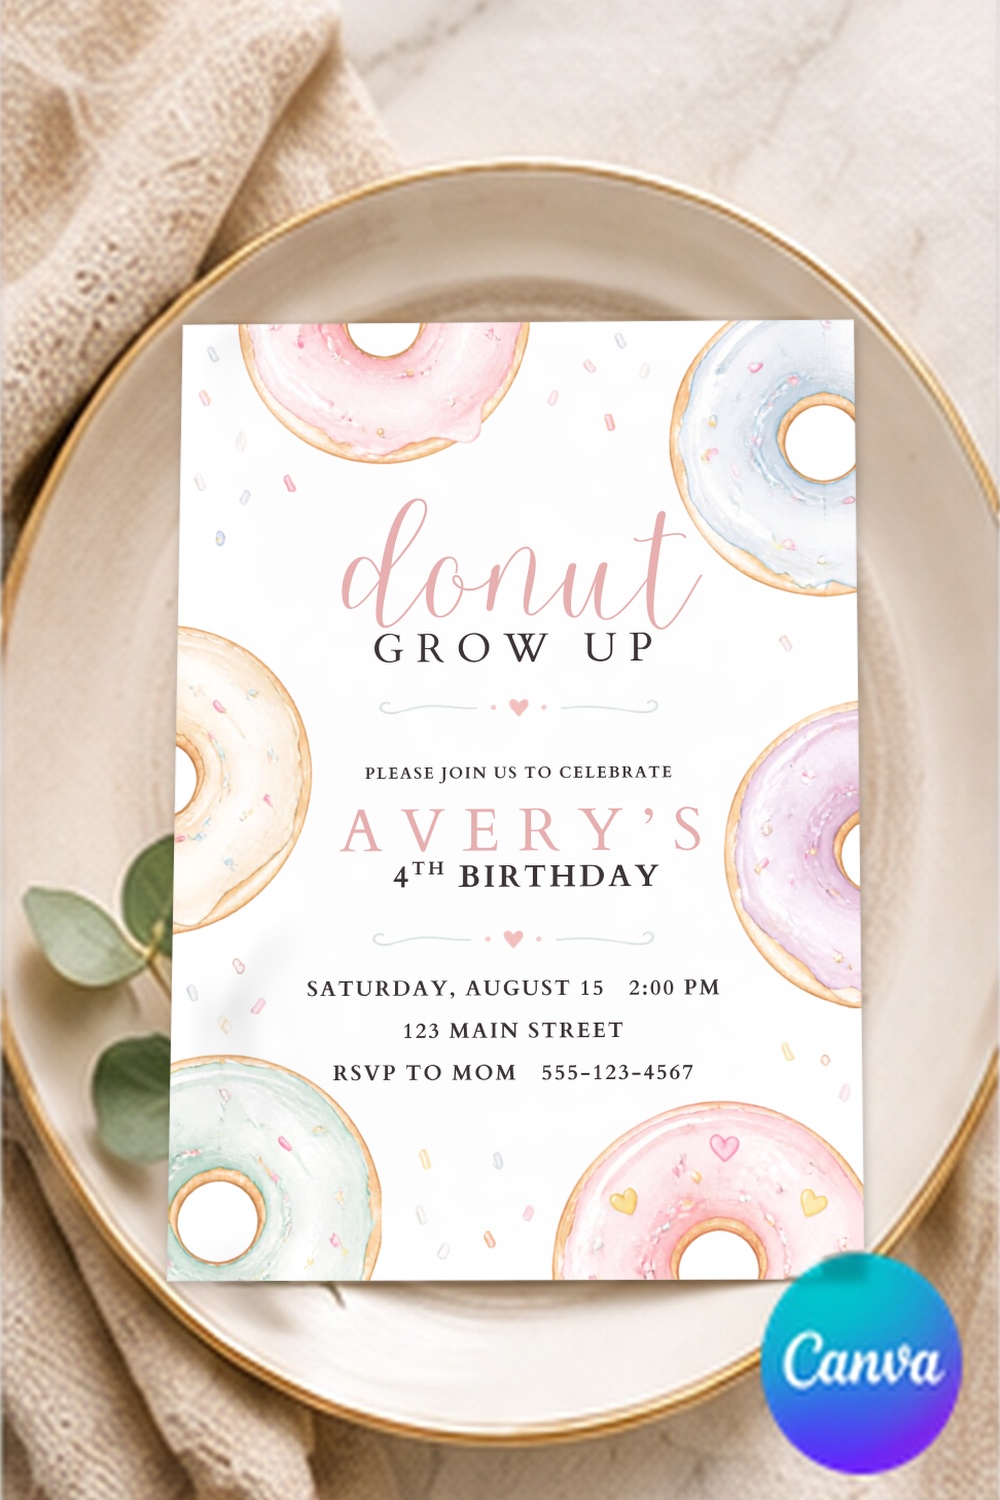 donut
GROW UP
PLEASE JOIN US TO CELEBRATE
AVERY’S
4TH BIRTHDAY
SATURDAY, AUGUST 15 2:00 PM
123 MAIN STREET
RSVP TO MOM 555-123-4567
Canva